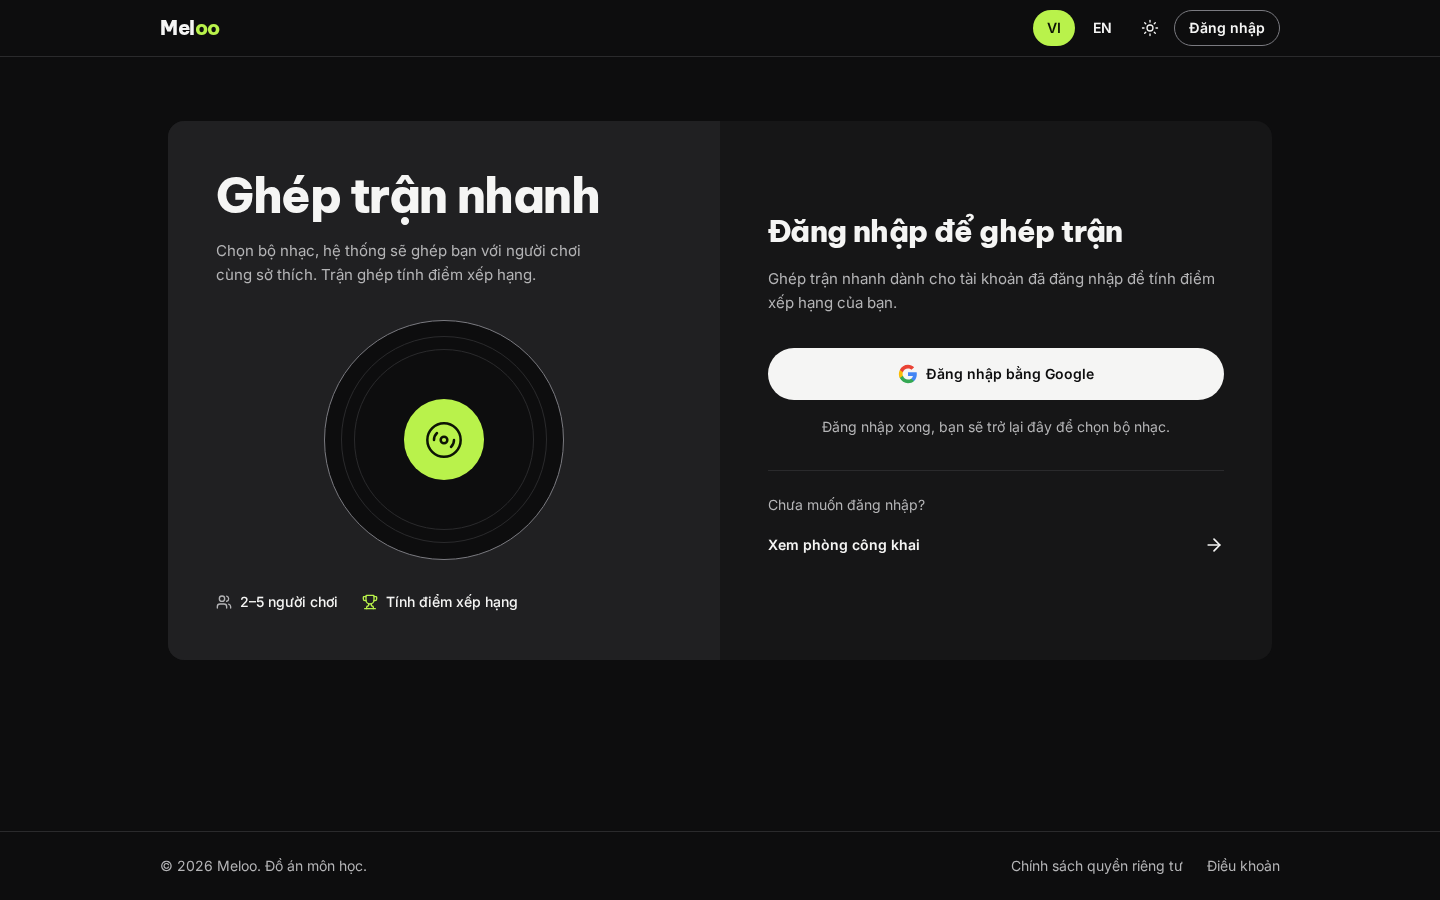 Meloo
VI
EN
Đăng nhập
Ghép trận nhanh
Chọn bộ nhạc, hệ thống sẽ ghép bạn với người chơi
cùng sở thích. Trận ghép tính điểm xếp hạng.
2–5 người chơi
Tính điểm xếp hạng
Đăng nhập để ghép trận
Ghép trận nhanh dành cho tài khoản đã đăng nhập để tính điểm
xếp hạng của bạn.
Đăng nhập bằng Google
Đăng nhập xong, bạn sẽ trở lại đây để chọn bộ nhạc.
Chưa muốn đăng nhập?
Xem phòng công khai
© 2026 Meloo. Đồ án môn học.
Chính sách quyền riêng tư
Điều khoản